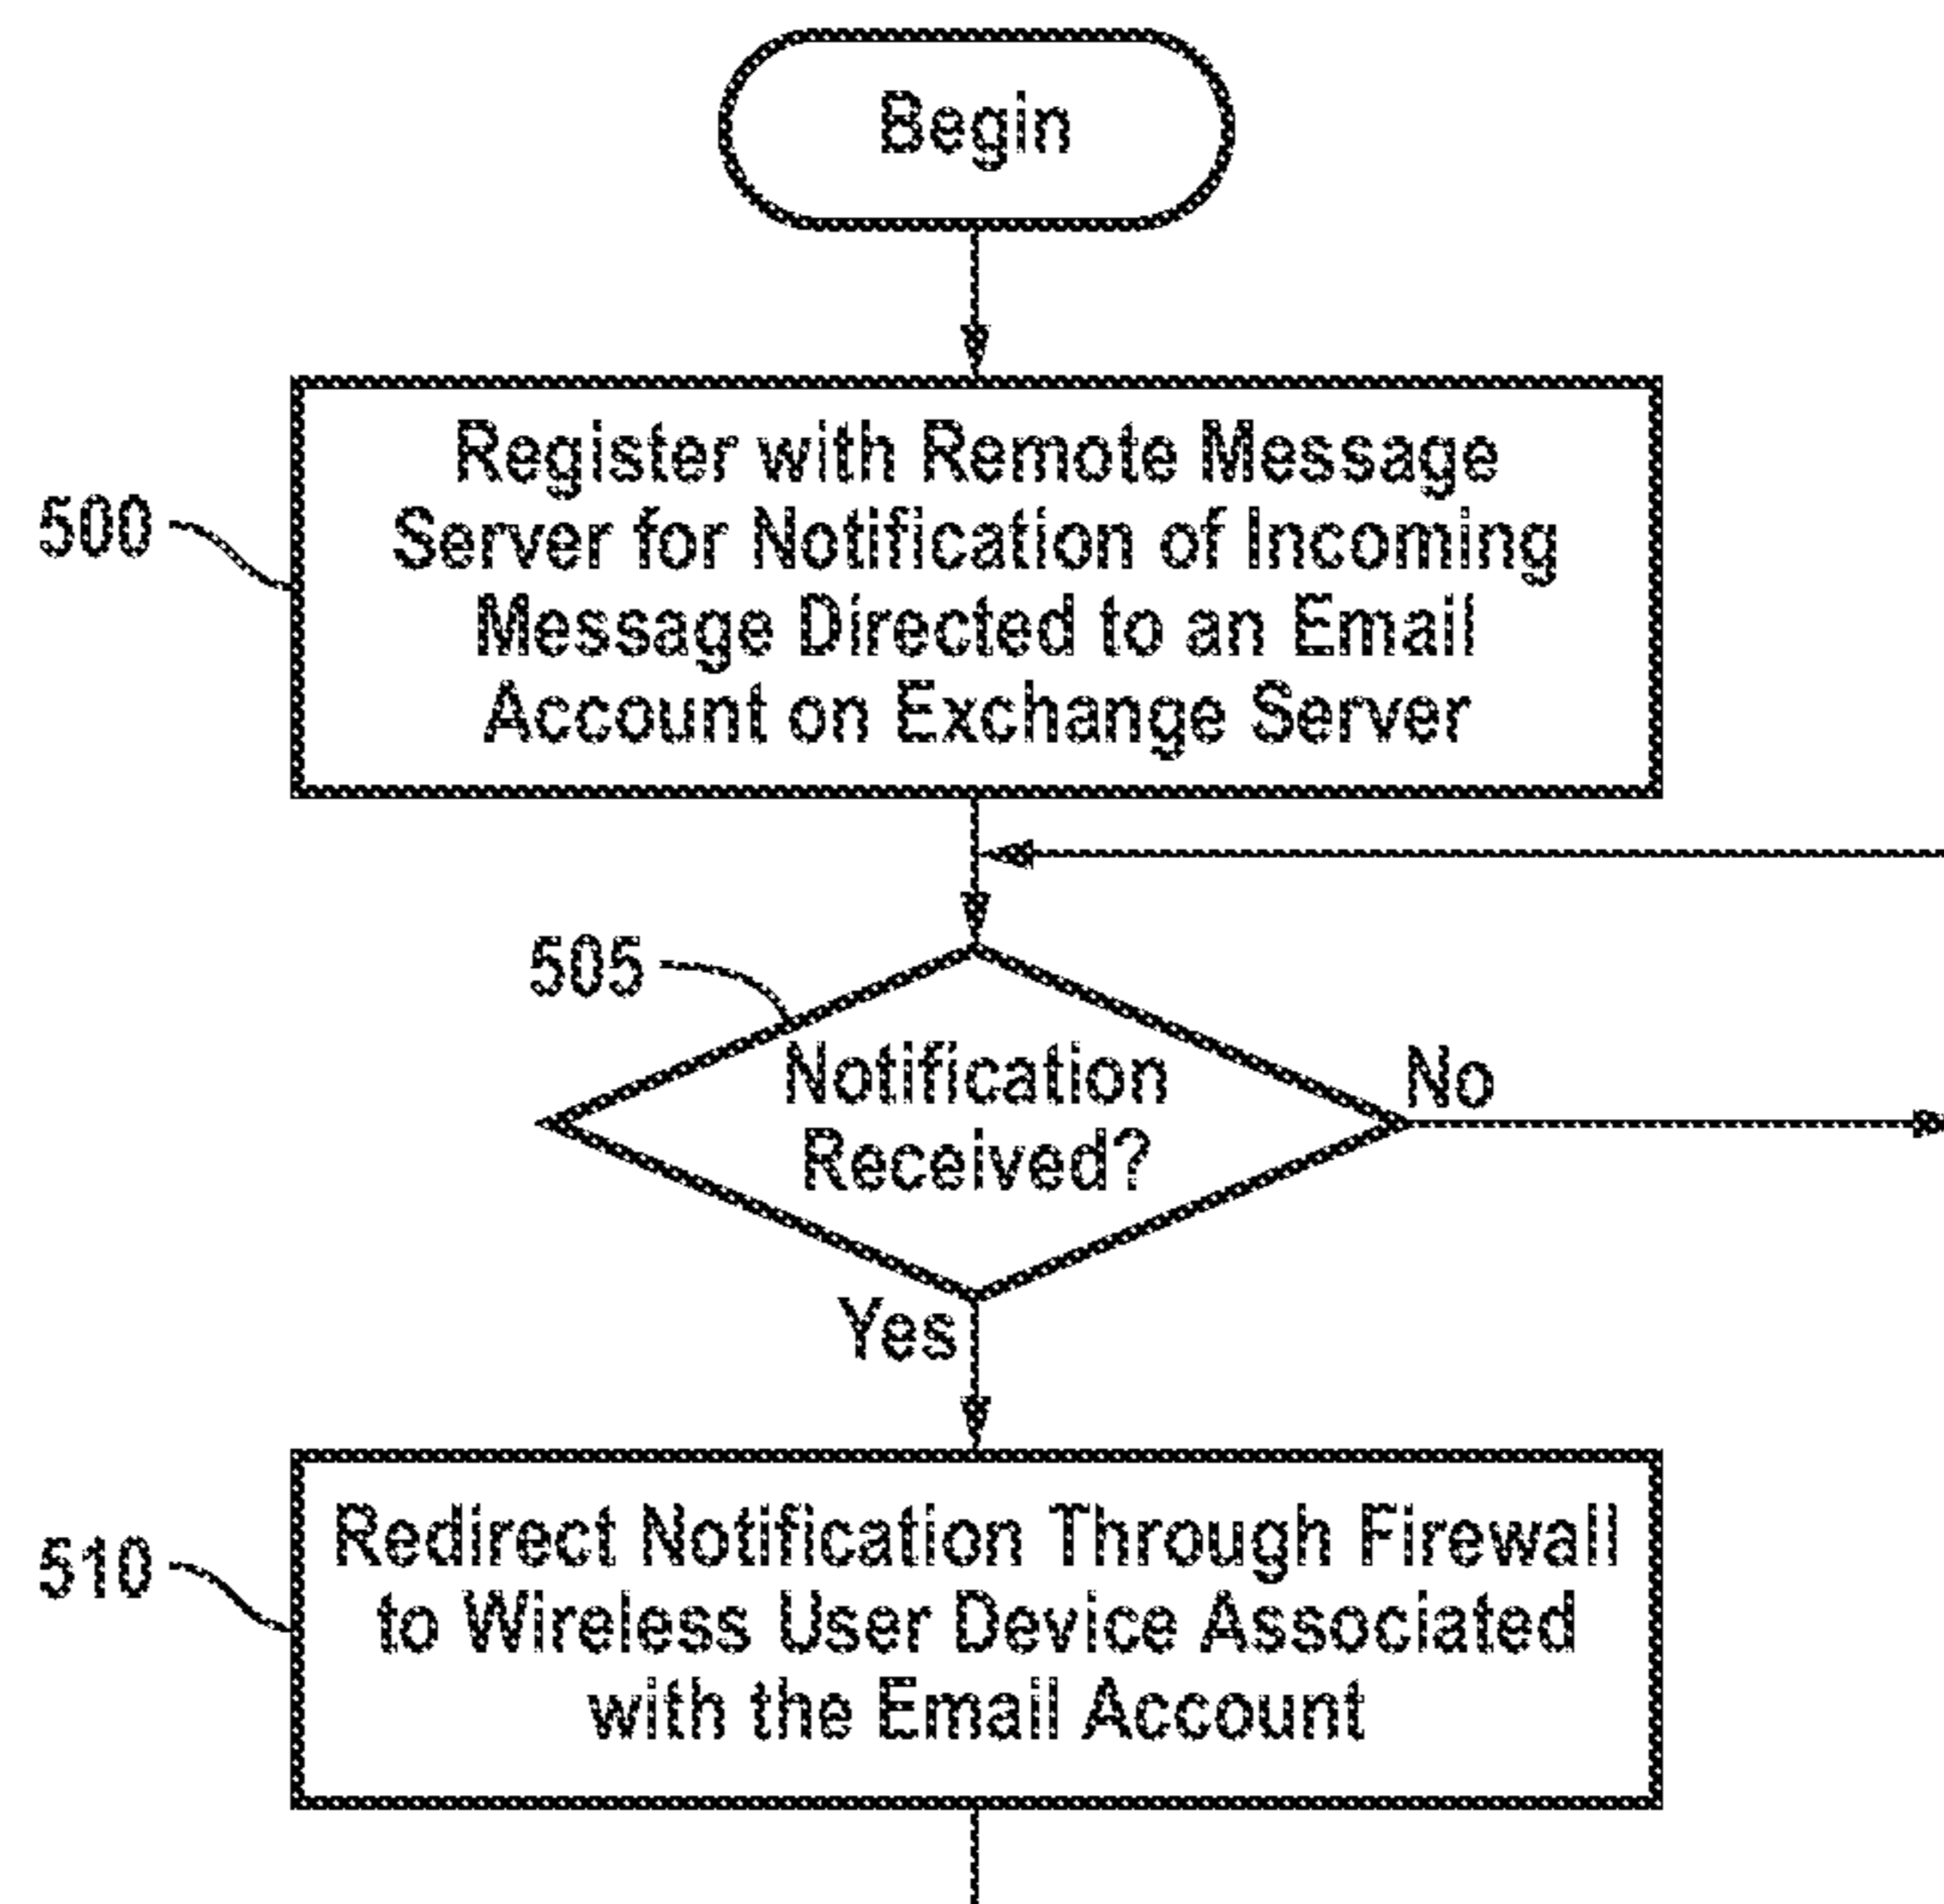 Begin
500
Register with Remote Message
Server for Notification of Incoming
Message Directed to an Email
Account on Exchange Server
505
Notification
Received?
No
Yes
510
Redirect Notification Through Firewall
to Wireless User Device Associated
with the Email Account